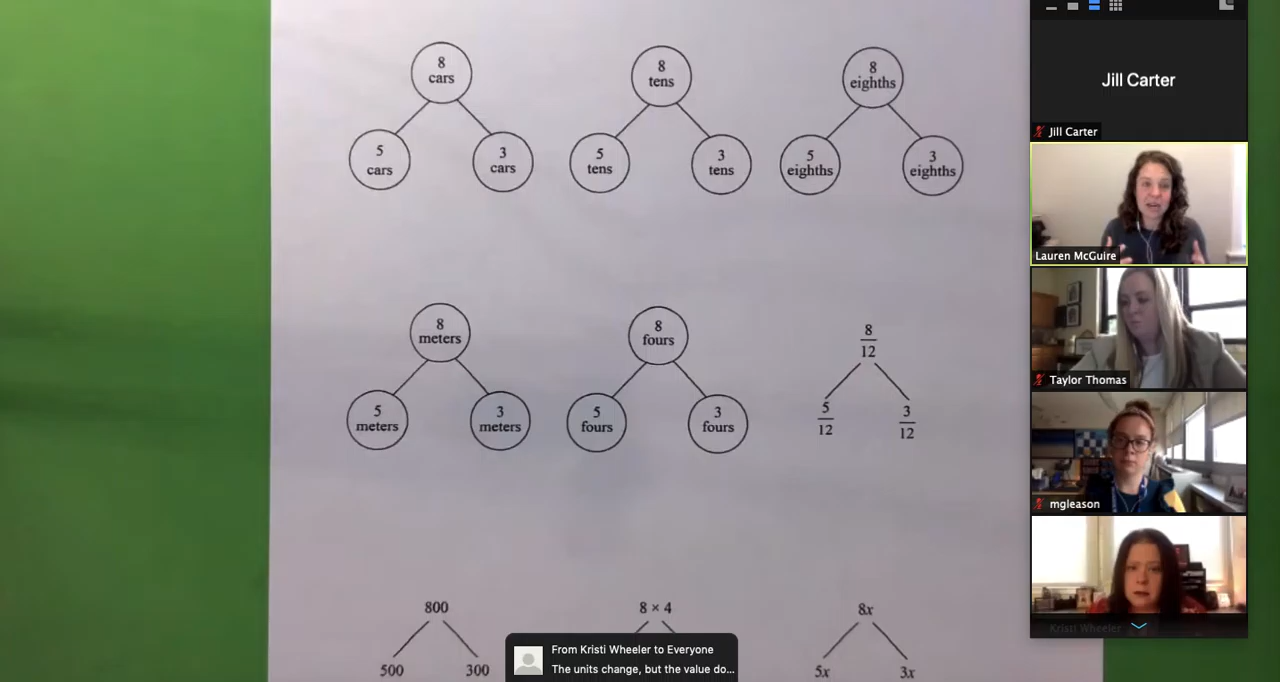 8
cars
5
cars
3
cars
8
tens
5
tens
3
tens
8
eighths
5
eighths
3
eighths
8
meters
5
meters
3
meters
8
fours
5
fours
3
fours
8
12
5
12
3
12
800
500
300
8 × 4
8x
5x
3x
From Kristi Wheeler to Everyone
The units change, but the value do...
Jill Carter
Jill Carter
Lauren McGuire
Taylor Thomas
mgleason
Kristi Wheeler